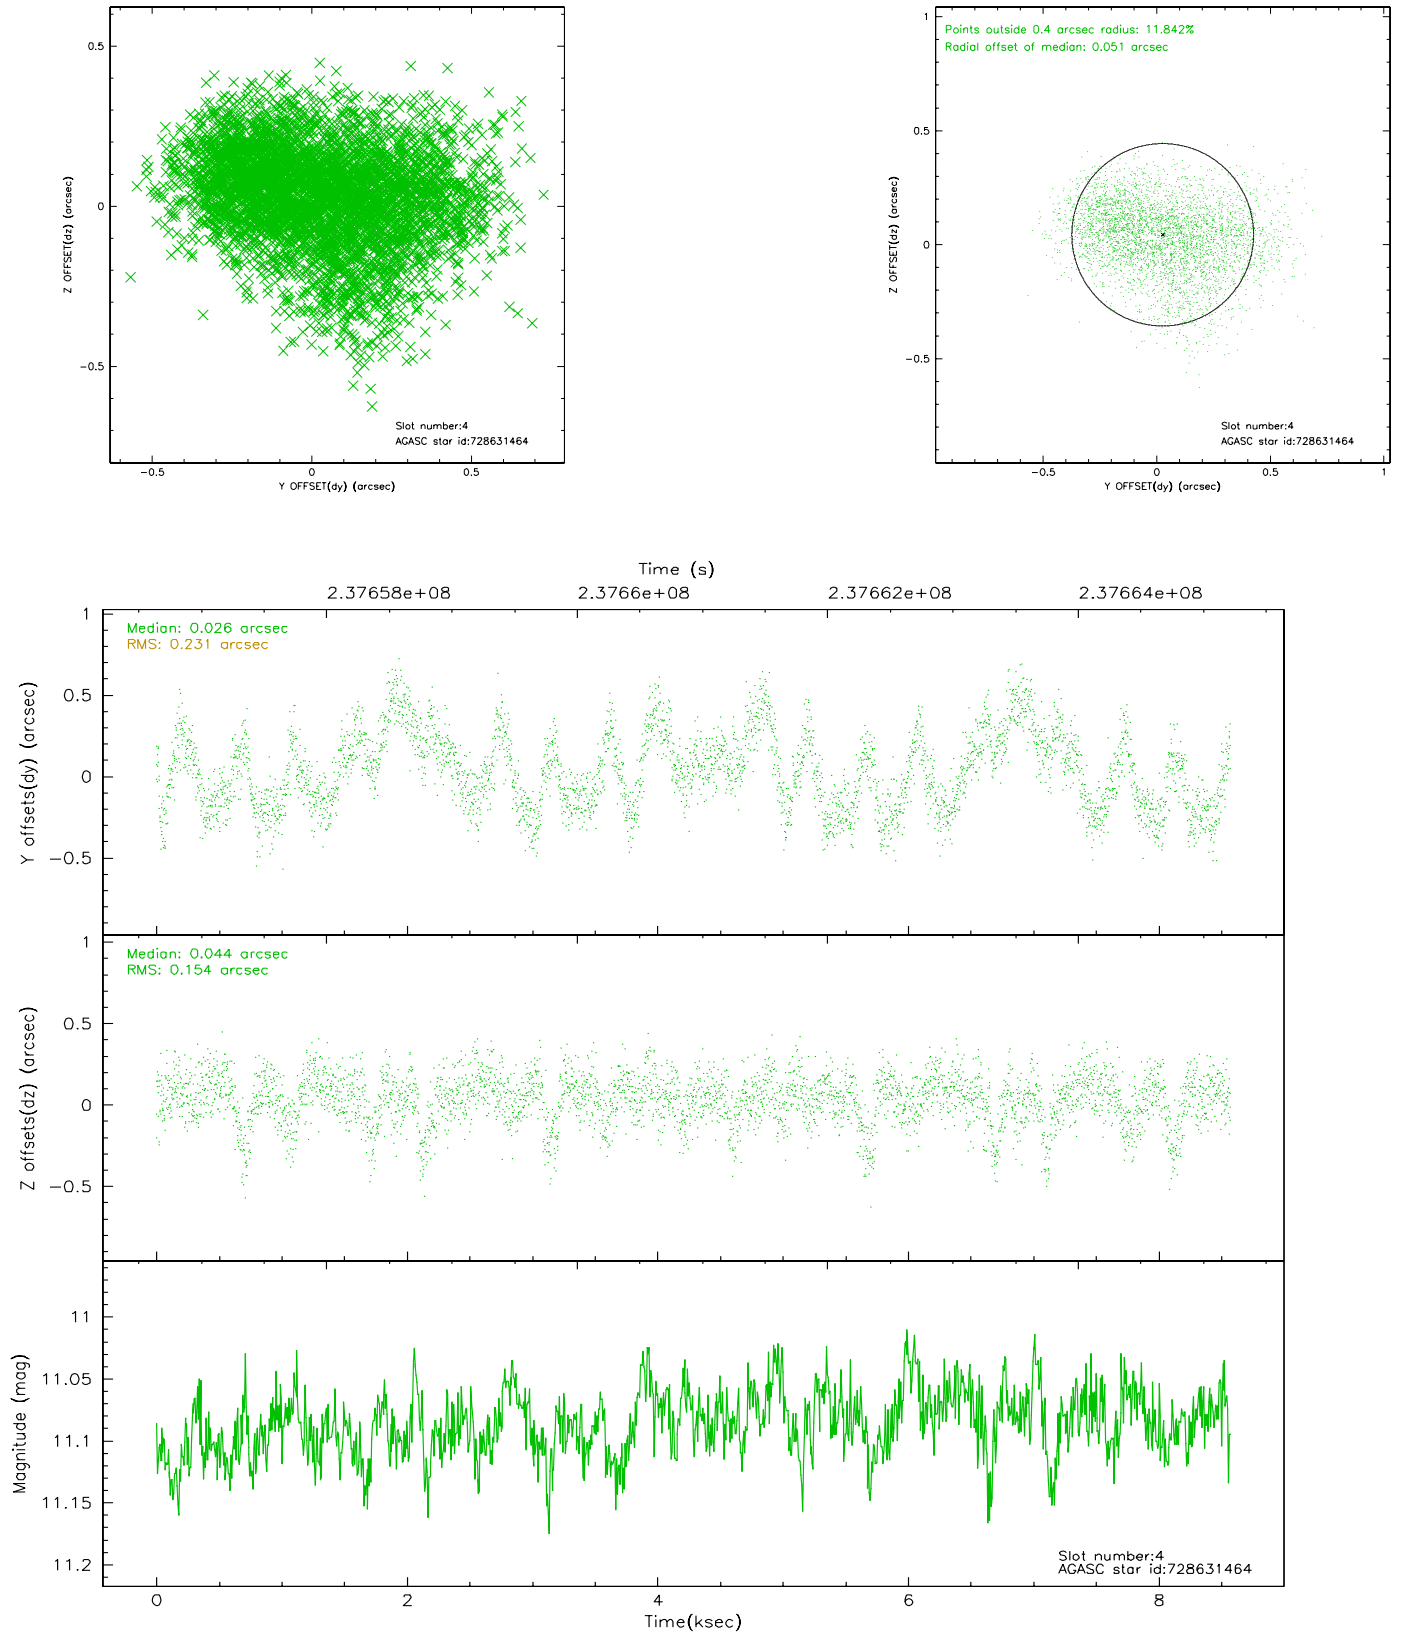 0.5
0
−0.5
Z OFFSET(dz) (arcsec)
−0.5
0
0.5
Y OFFSET(dy) (arcsec)
Slot number:4
AGASC star id:728631464
Points outside 0.4 arcsec radius: 11.842%
Radial offset of median: 0.051 arcsec
1
0.5
0
−0.5
Z OFFSET(dz) (arcsec)
−0.5
0
0.5
1
Y OFFSET(dy) (arcsec)
Slot number:4
AGASC star id:728631464
Time (s)
2.37658e+08
2.3766e+08
2.37662e+08
2.37664e+08
Median: 0.026 arcsec
RMS: 0.231 arcsec
1
0.5
0
−0.5
Y offsets(dy) (arcsec)
Median: 0.044 arcsec
RMS: 0.154 arcsec
1
0.5
0
−0.5
Z offsets(dz) (arcsec)
11
11.05
11.1
11.15
11.2
Magnitude (mag)
Slot number:4
AGASC star id:728631464
0
2
4
6
8
Time(ksec)